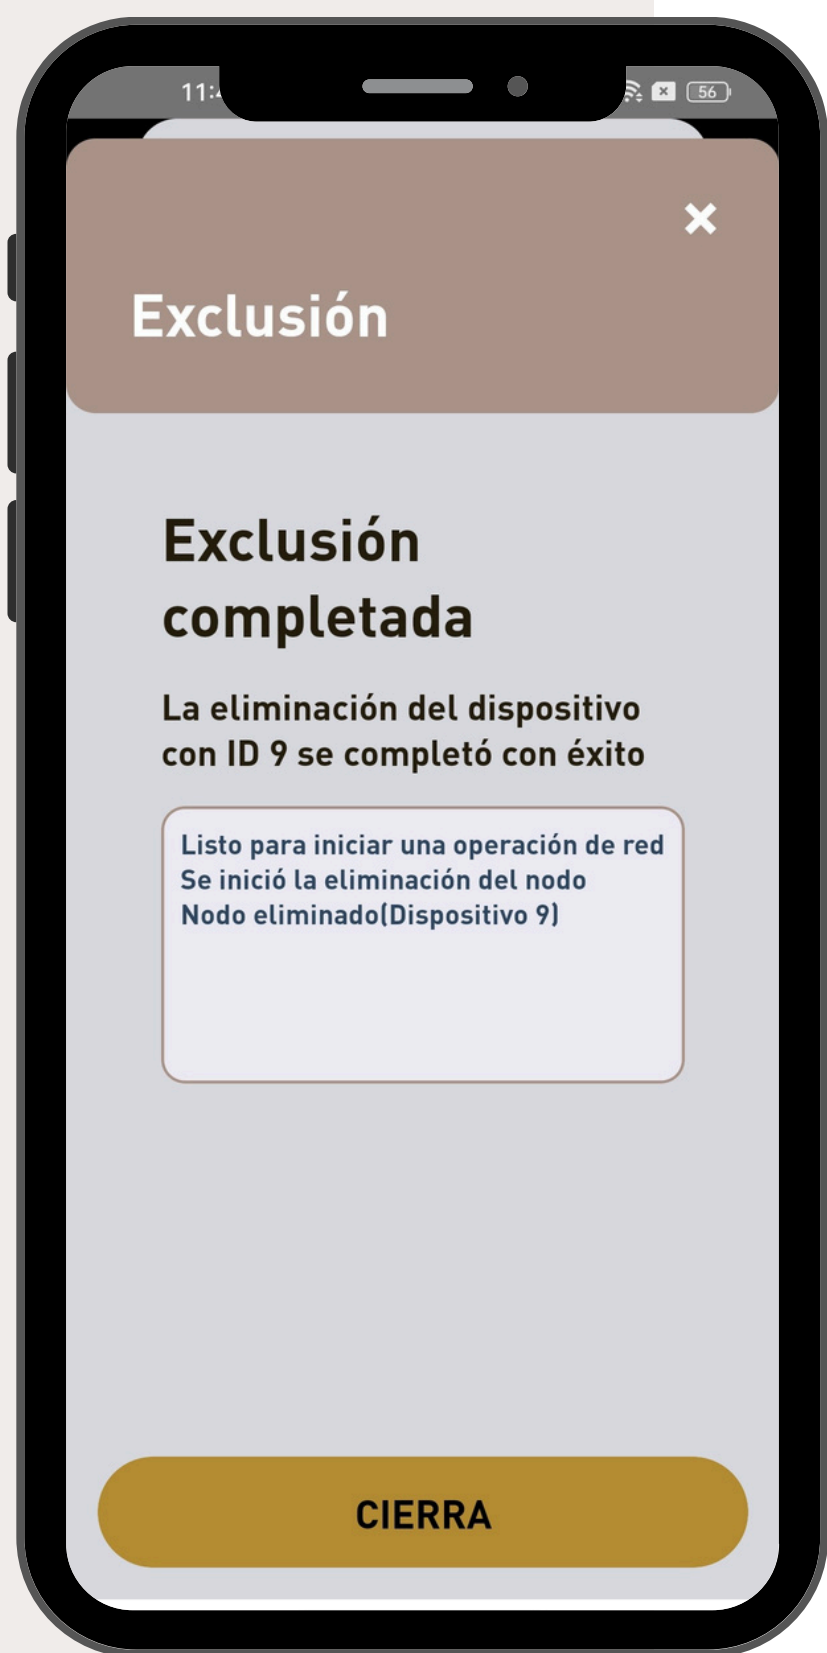 56
Exclusión
Exclusión
completada
La eliminación del dispositivo
con ID 9 se completó con éxito
Listo para iniciar una operación de red
Se inició la eliminación del nodo
Nodo eliminado(Dispositivo 9)
CIERRA